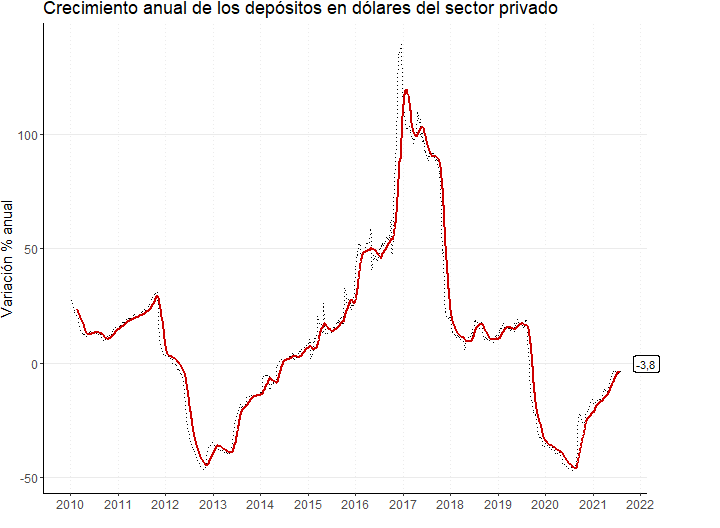 Crecimiento anual de los depósitos en dólares del sector privado
Variación % anual
100
50
0
-50
-3,8
2010 2011 2012 2013 2014 2015 2016 2017 2018 2019 2020 2021 2022